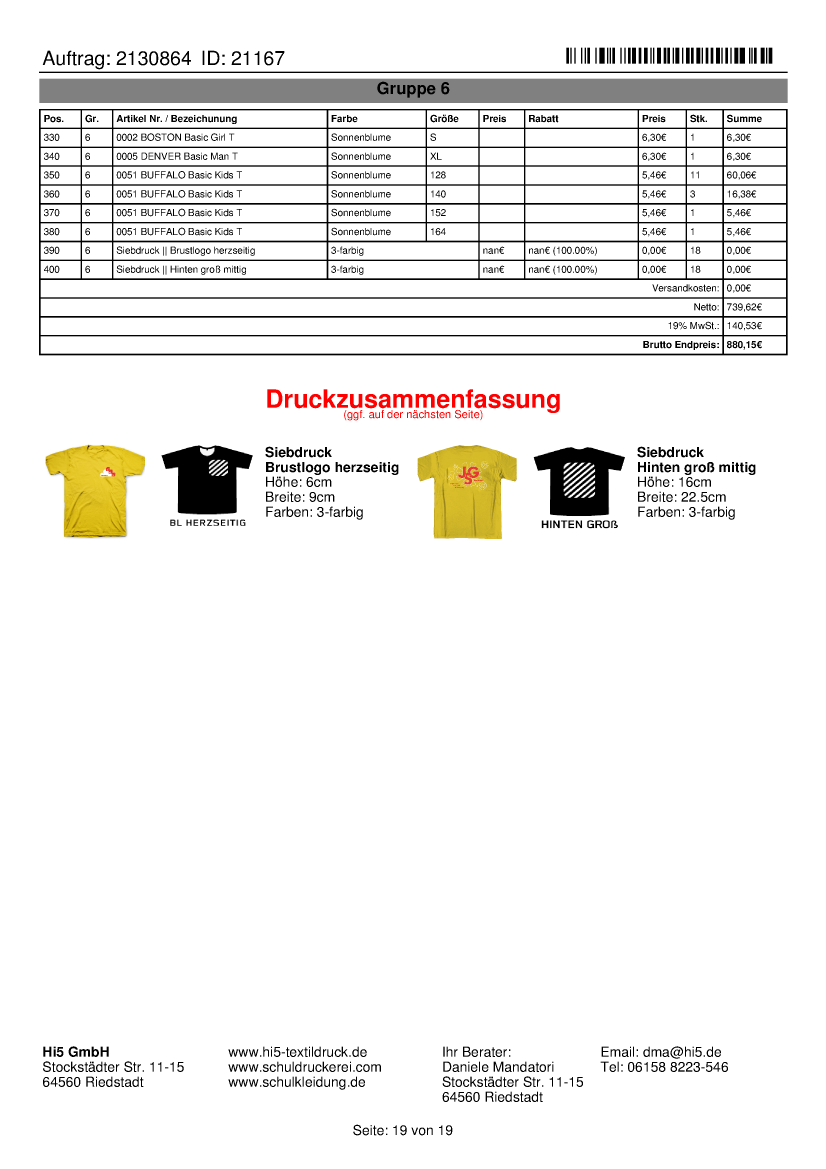 Auftrag: 2130864 ID: 21167
Gruppe 6
Pos. Gr. Artikel Nr. / Bezeichunung Farbe Größe Preis Rabatt Preis Stk. Summe
330 6 0002 BOSTON Basic Girl T Sonnenblume S 6,30€ 1 6,30€
340 6 0005 DENVER Basic Man T Sonnenblume XL 6,30€ 1 6,30€
350 6 0051 BUFFALO Basic Kids T Sonnenblume 128 5,46€ 11 60,06€
360 6 0051 BUFFALO Basic Kids T Sonnenblume 140 5,46€ 3 16,38€
370 6 0051 BUFFALO Basic Kids T Sonnenblume 152 5,46€ 1 5,46€
380 6 0051 BUFFALO Basic Kids T Sonnenblume 164 5,46€ 1 5,46€
390 6 Siebdruck || Brustlogo herzseitig 3-farbig nan€ nan€ (100.00%) 0,00€ 18 0,00€
400 6 Siebdruck || Hinten groß mittig 3-farbig nan€ nan€ (100.00%) 0,00€ 18 0,00€
Versandkosten: 0,00€
Netto: 739,62€
19% MwSt.: 140,53€
Brutto Endpreis: 880,15€
Druckzusammenfassung
(ggf. auf der nächsten Seite)
Siebdruck
Brustlogo herzseitig
Höhe: 6cm
Breite: 9cm
Farben: 3-farbig
BL HERZSEITIG
JGS
Siebdruck
Hinten groß mittig
Höhe: 16cm
Breite: 22.5cm
Farben: 3-farbig
HINTEN GROß
Hi5 GmbH
Stockstädter Str. 11-15
64560 Riedstadt
www.hi5-textildruck.de
www.schuldruckerei.com
www.schulkleidung.de
Ihr Berater:
Daniele Mandatori
Stockstädter Str. 11-15
64560 Riedstadt
Email: dma@hi5.de
Tel: 06158 8223-546
Seite: 19 von 19